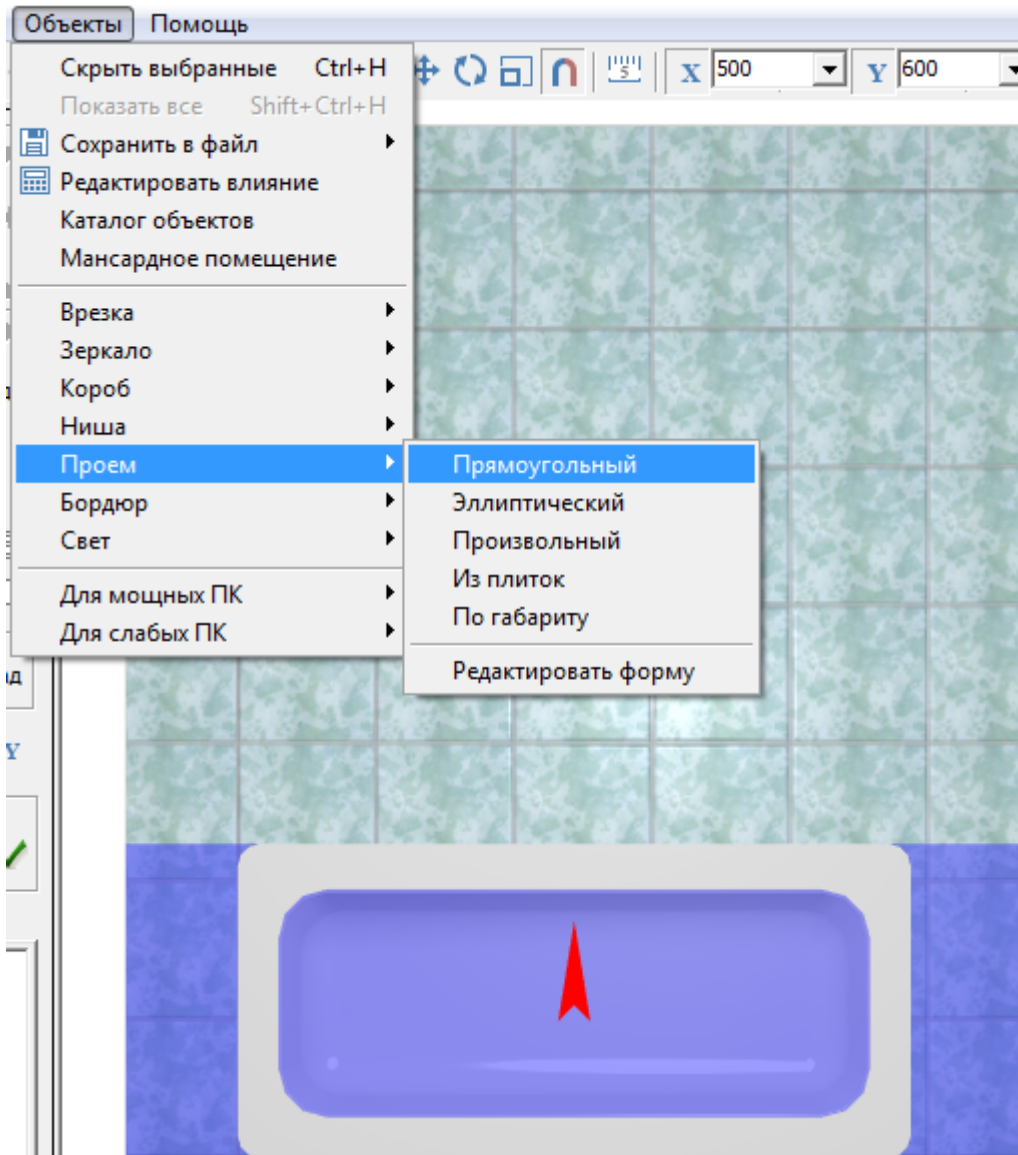 Объекты Помощь
Скрыть выбранные Ctrl+H
5 X 500 Y 600
Показать все Shift+Ctrl+H
Сохранить в файл
Редактировать влияние
Каталог объектов
Мансардное помещение
Врезка
Зеркало
Короб
Ниша
Проем
Прямоугольный
Бордюр
Эллиптический
Свет
Произвольный
Из плиток
Для мощных ПК
По габариту
Для слабых ПК
Редактировать форму
Y